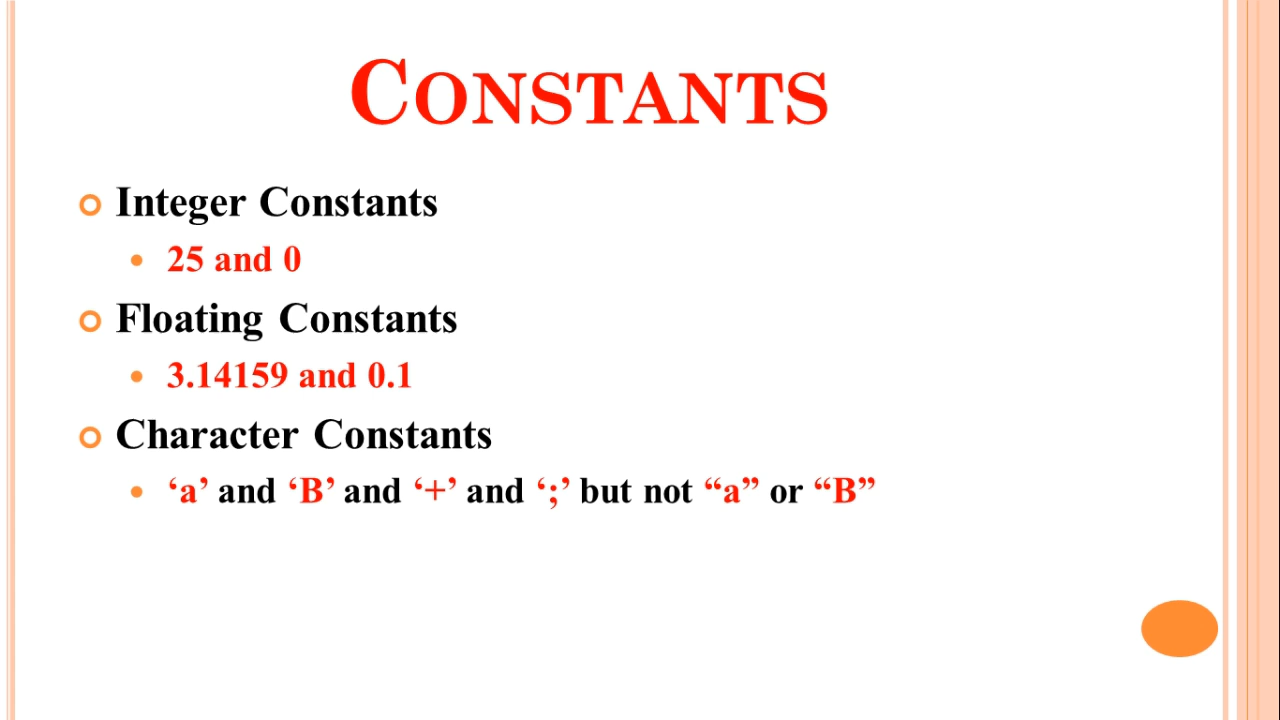 CONSTANTS
Integer Constants
25 and 0
Floating Constants
3.14159 and 0.1
Character Constants
‘a’ and ‘B’ and ‘+’ and ‘;’ but not “a” or “B”